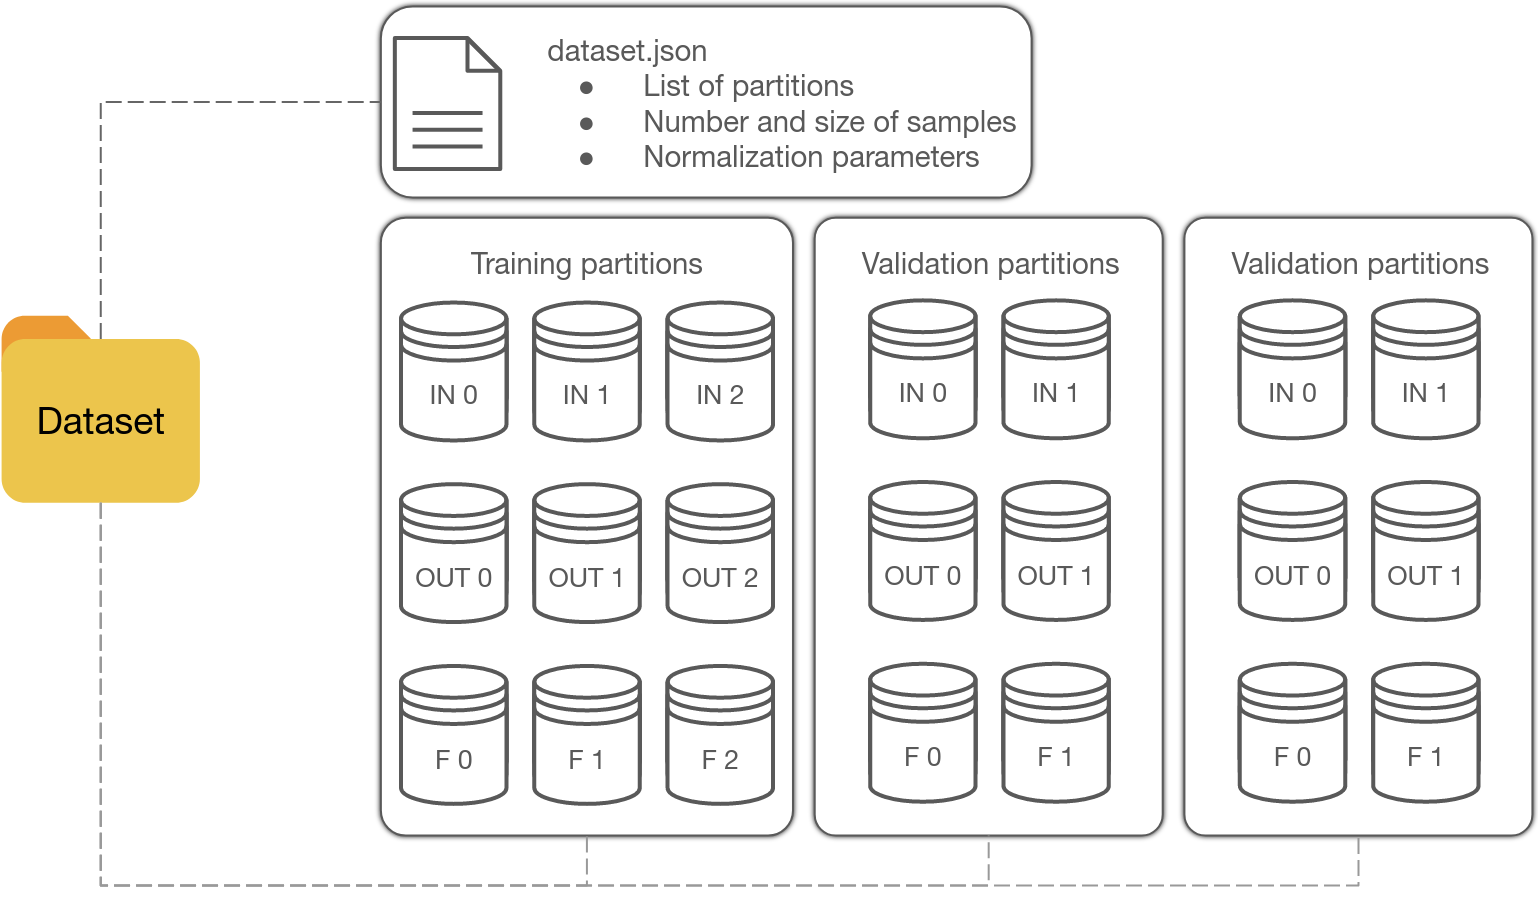 dataset.json
● List of partitions
● Number and size of samples
● Normalization parameters
Dataset
Training partitions
IN 0 IN 1 IN 2
OUT 0 OUT 1 OUT 2
F 0 F 1 F 2
Validation partitions
IN 0 IN 1
OUT 0 OUT 1
F 0 F 1
Validation partitions
IN 0 IN 1
OUT 0 OUT 1
F 0 F 1